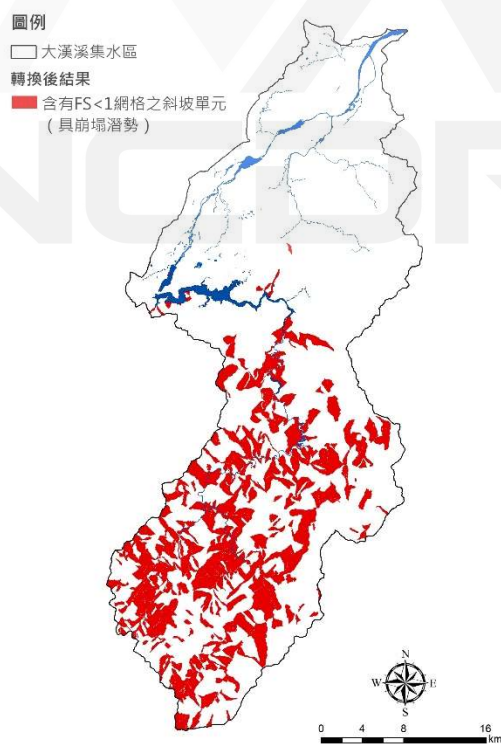 圖例
大漢溪集水區
轉換後結果
含有FS<1網格之斜坡單元
（具崩塌潛勢）
NCDR
N
W E
S
0 4 8 16
km